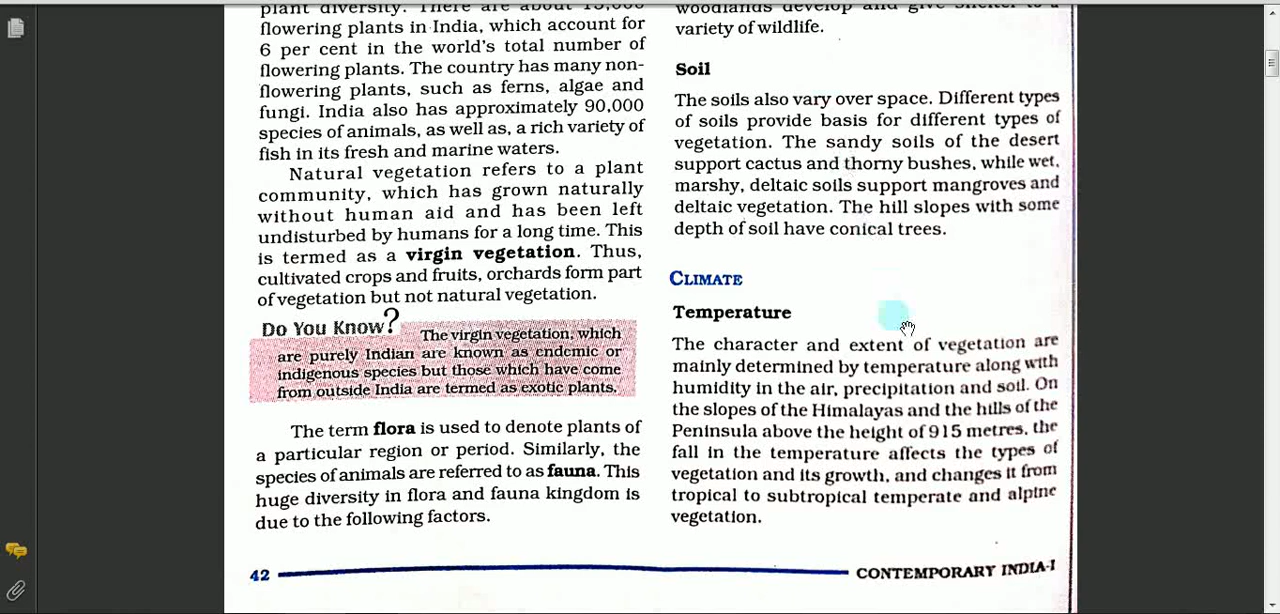 plant diversity. There are about 15,000
flowering plants in India, which account for
6 per cent in the world's total number of
flowering plants. The country has many non-
flowering plants, such as ferns, algae and
fungi. India also has approximately 90,000
species of animals, as well as, a rich variety of
fish in its fresh and marine waters.
Natural vegetation refers to a plant
community, which has grown naturally
without human aid and has been left
undisturbed by humans for a long time. This
is termed as a virgin vegetation. Thus,
cultivated crops and fruits, orchards form part
of vegetation but not natural vegetation.
Do You Know?
The virgin vegetation, which
are purely Indian are known as endemic or
indigenous species but those which have come
from outside India are termed as exotic plants.
The term flora is used to denote plants of
a particular region or period. Similarly, the
species of animals are referred to as fauna. This
huge diversity in flora and fauna kingdom is
due to the following factors.
woodlands develop and give shelter to a
variety of wildlife.
Soil
The soils also vary over space. Different types
of soils provide basis for different types of
vegetation. The sandy soils of the desert
support cactus and thorny bushes, while wet,
marshy, deltaic soils support mangroves and
deltaic vegetation. The hill slopes with some
depth of soil have conical trees.
CLIMATE
Temperature
The character and extent of vegetation are
mainly determined by temperature along with
humidity in the air, precipitation and soil. On
the slopes of the Himalayas and the hills of the
Peninsula above the height of 915 metres, the
fall in the temperature affects the types of
vegetation and its growth, and changes it from
tropical to subtropical temperate and alpine
vegetation.
42
CONTEMPORARY INDIA-I